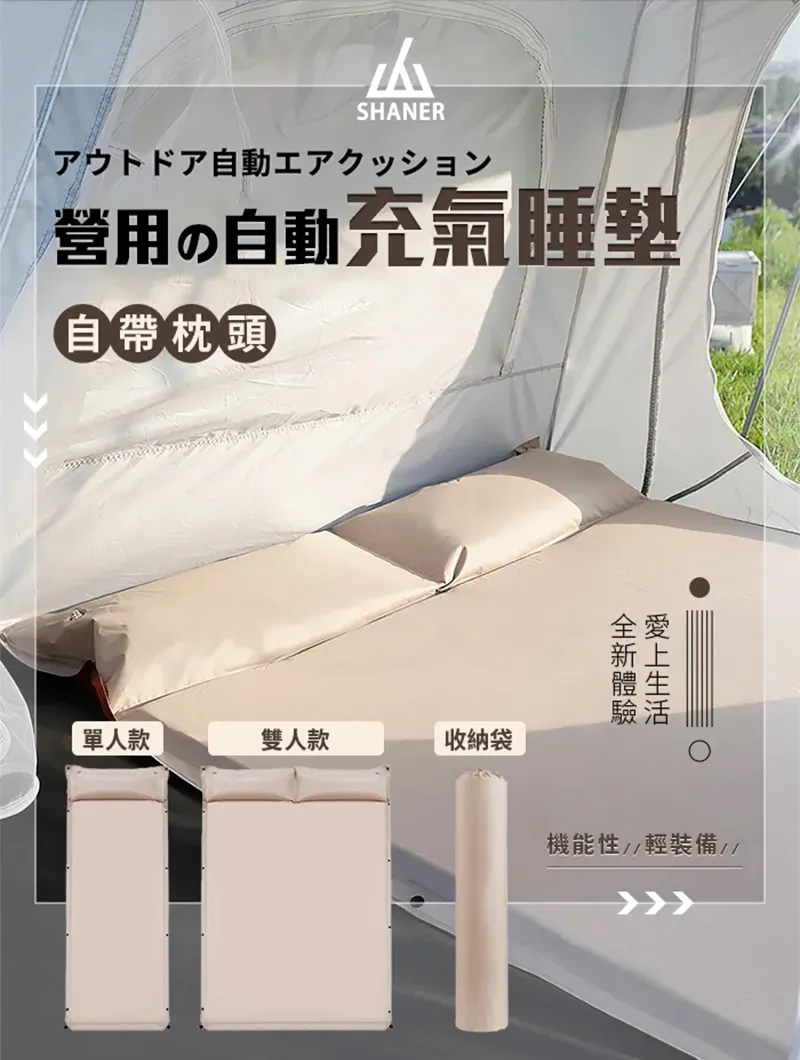 SHANER
アウトドア自動エアクッション
營用の自動充氣睡墊
自帶枕頭
愛上生活
全新體驗
單人款
雙人款
收納袋
機能性//輕裝備//